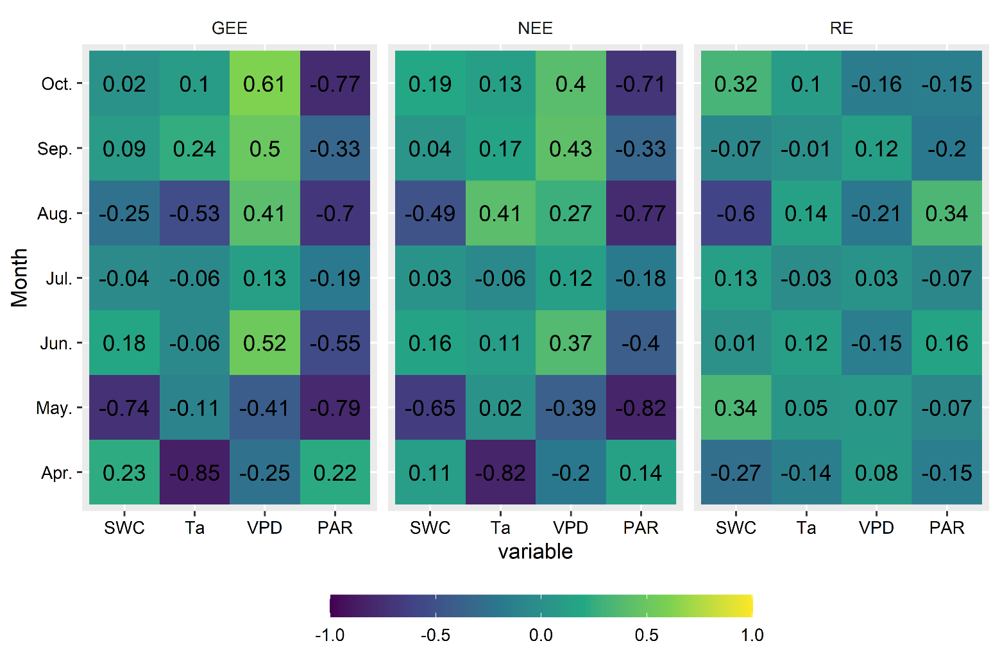 GEE NEE RE
Oct. 0.02 0.1 0.61 -0.77 0.19 0.13 0.4 -0.71 0.32 0.1 -0.16 -0.15
Sep. 0.09 0.24 0.5 -0.33 0.04 0.17 0.43 -0.33 -0.07 -0.01 0.12 -0.2
Aug. -0.25 -0.53 0.41 -0.7 -0.49 0.41 0.27 -0.77 -0.6 0.14 -0.21 0.34
Jul. -0.04 -0.06 0.13 -0.19 0.03 -0.06 0.12 -0.18 0.13 -0.03 0.03 -0.07
Jun. 0.18 -0.06 0.52 -0.55 0.16 0.11 0.37 -0.4 0.01 0.12 -0.15 0.16
May. -0.74 -0.11 -0.41 -0.79 -0.65 0.02 -0.39 -0.82 0.34 0.05 0.07 -0.07
Apr. 0.23 -0.85 -0.25 0.22 0.11 -0.82 -0.2 0.14 -0.27 -0.14 0.08 -0.15
Month
SWC Ta VPD PAR SWC Ta VPD PAR SWC Ta VPD PAR
variable
-1.0 -0.5 0.0 0.5 1.0